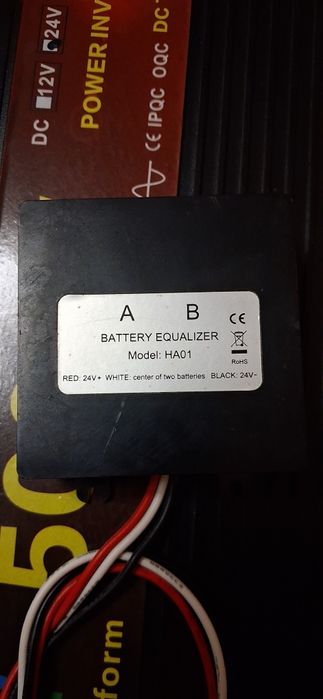 DC ■12V ☑24V
POWER INV
CE IPQC OQC DC
A B
CE
BATTERY EQUALIZER
Model: HA01
RoHS
RED: 24V+ WHITE: center of two batteries BLACK: 24V-
50
form